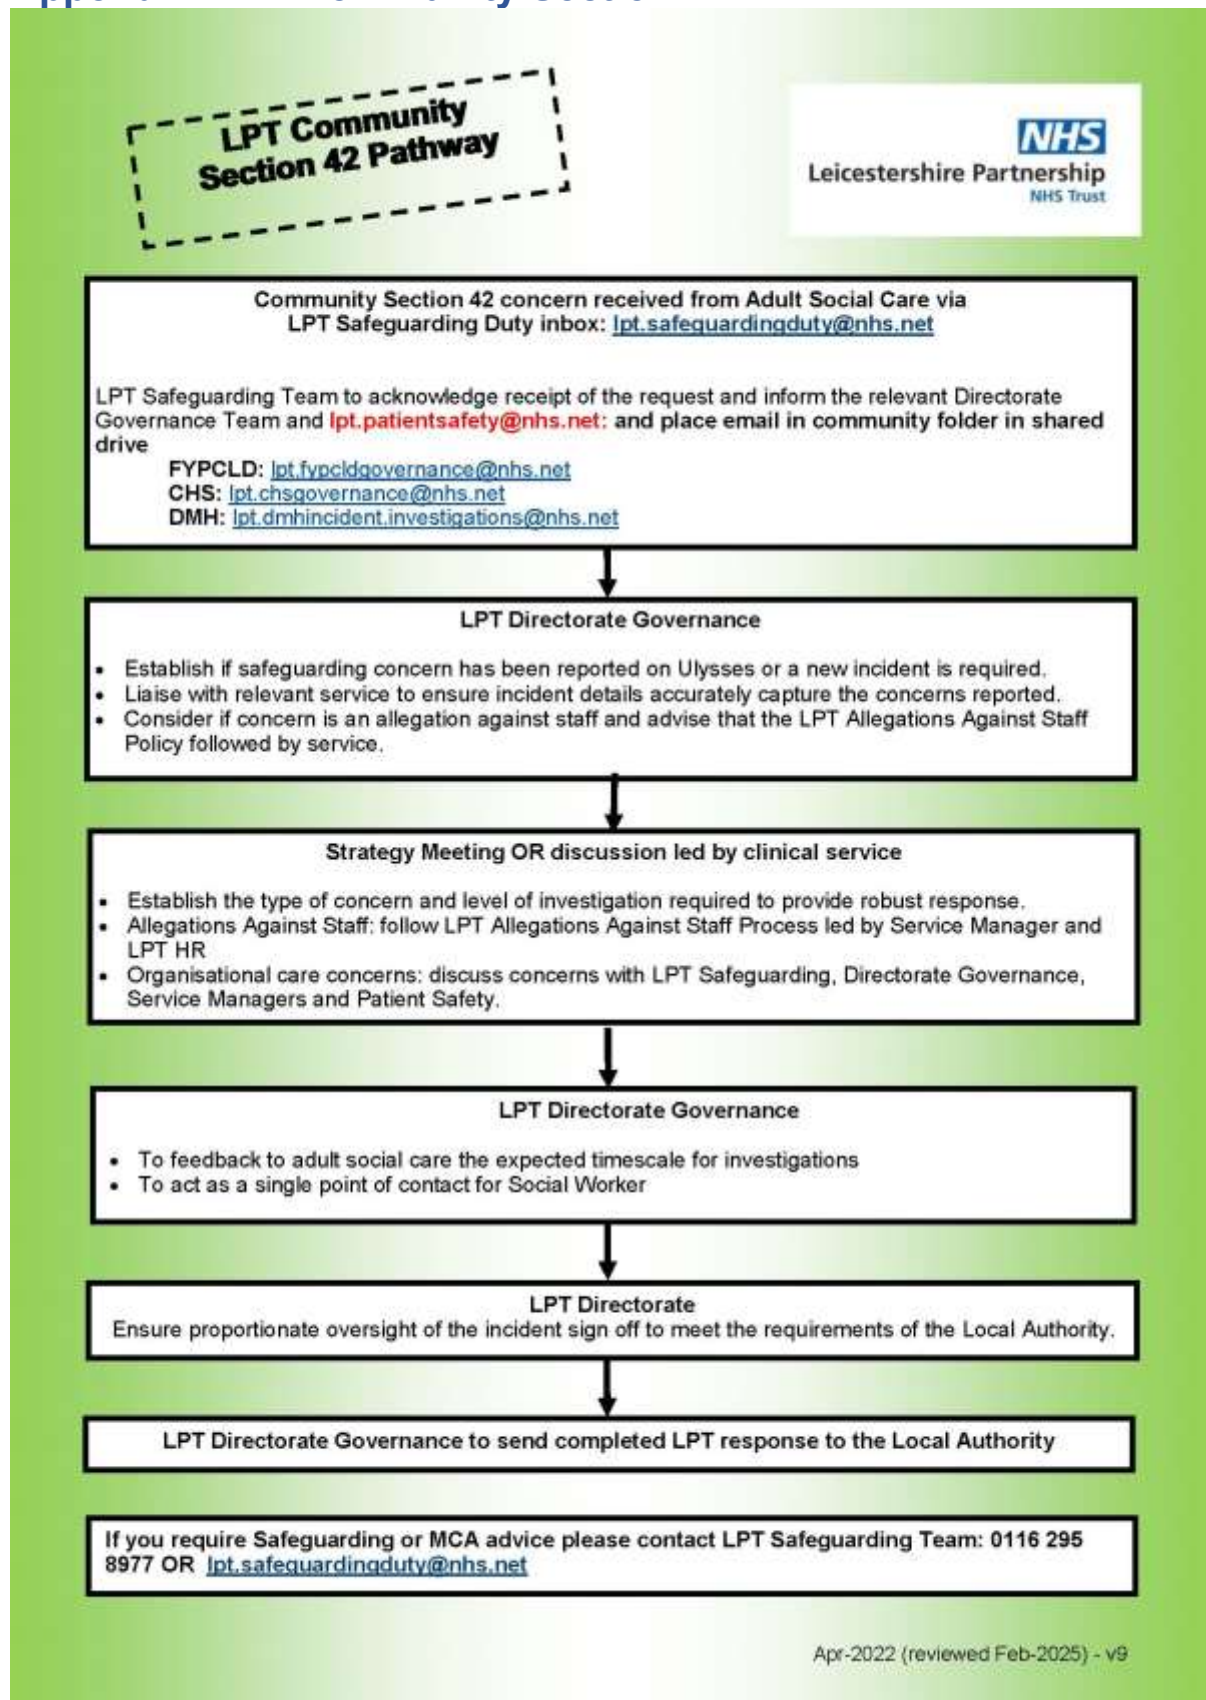 LPT Community
Section 42 Pathway
NHS
Leicestershire Partnership
NHS Trust
Community Section 42 concern received from Adult Social Care via
LPT Safeguarding Duty inbox: lpt.safeguardingduty@nhs.net
LPT Safeguarding Team to acknowledge receipt of the request and inform the relevant Directorate
Governance Team and lpt.patientsafety@nhs.net: and place email in community folder in shared
drive
FYPCLD: lpt.fypcldgovernance@nhs.net
CHS: lpt.chsgovernance@nhs.net
DMH: lpt.dmhincident.investigations@nhs.net
LPT Directorate Governance
• Establish if safeguarding concern has been reported on Ulysses or a new incident is required.
• Liaise with relevant service to ensure incident details accurately capture the concerns reported.
• Consider if concern is an allegation against staff and advise that the LPT Allegations Against Staff
Policy followed by service.
Strategy Meeting OR discussion led by clinical service
• Establish the type of concern and level of investigation required to provide robust response.
• Allegations Against Staff: follow LPT Allegations Against Staff Process led by Service Manager and
LPT HR
• Organisational care concerns: discuss concerns with LPT Safeguarding, Directorate Governance,
Service Managers and Patient Safety.
LPT Directorate Governance
• To feedback to adult social care the expected timescale for investigations
• To act as a single point of contact for Social Worker
LPT Directorate
Ensure proportionate oversight of the incident sign off to meet the requirements of the Local Authority.
LPT Directorate Governance to send completed LPT response to the Local Authority
If you require Safeguarding or MCA advice please contact LPT Safeguarding Team: 0116 295
8977 OR lpt.safeguardingduty@nhs.net
Apr-2022 (reviewed Feb-2025) - v9